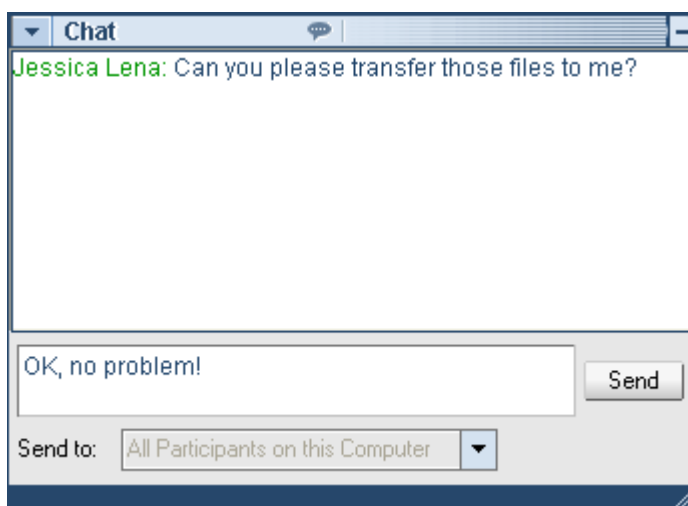 Chat
Jessica Lena: Can you please transfer those files to me?
OK, no problem!
Send
Send to: All Participants on this Computer